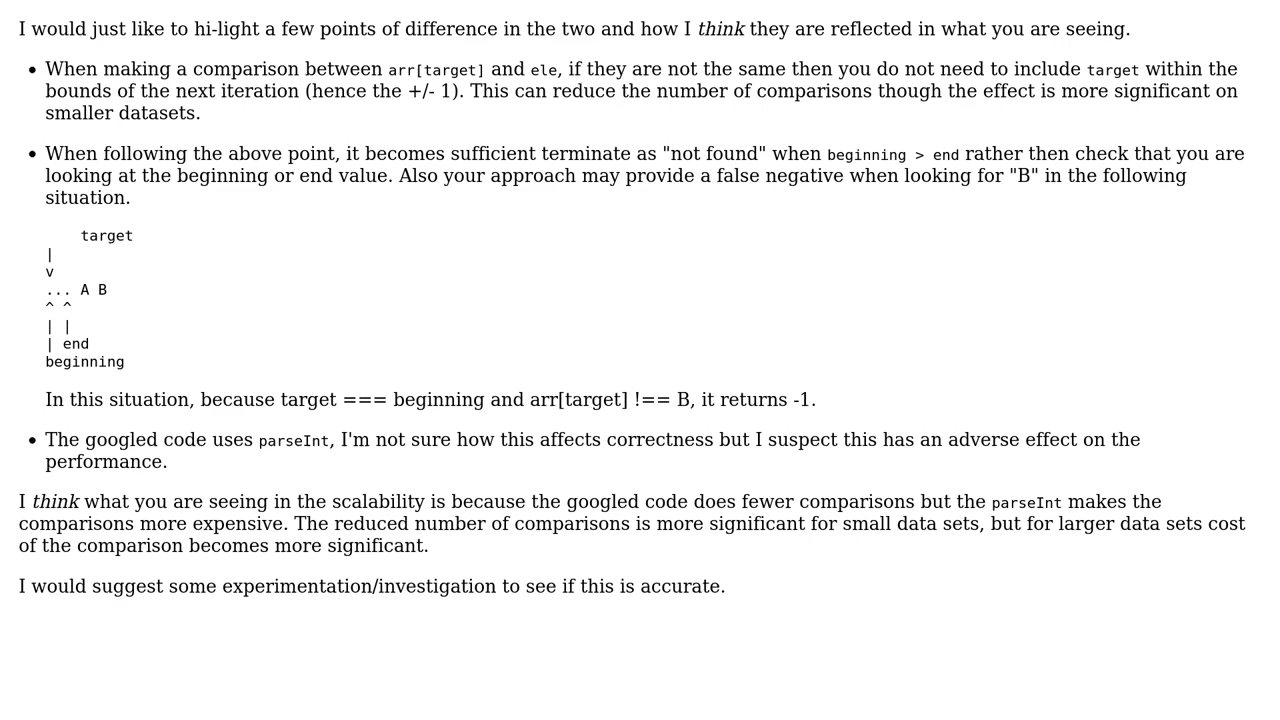 I would just like to hi-light a few points of difference in the two and how I think they are reflected in what you are seeing.
• When making a comparison between arr[target] and ele, if they are not the same then you do not need to include target within the
bounds of the next iteration (hence the +/- 1). This can reduce the number of comparisons though the effect is more significant on
smaller datasets.
• When following the above point, it becomes sufficient terminate as "not found" when beginning > end rather then check that you are
looking at the beginning or end value. Also your approach may provide a false negative when looking for "B" in the following
situation.
    target
|
v
... A B
^ ^
| |
| end
beginning
In this situation, because target === beginning and arr[target] !== B, it returns -1.
• The googled code uses parseInt, I'm not sure how this affects correctness but I suspect this has an adverse effect on the
performance.
I think what you are seeing in the scalability is because the googled code does fewer comparisons but the parseInt makes the
comparisons more expensive. The reduced number of comparisons is more significant for small data sets, but for larger data sets cost
of the comparison becomes more significant.
I would suggest some experimentation/investigation to see if this is accurate.